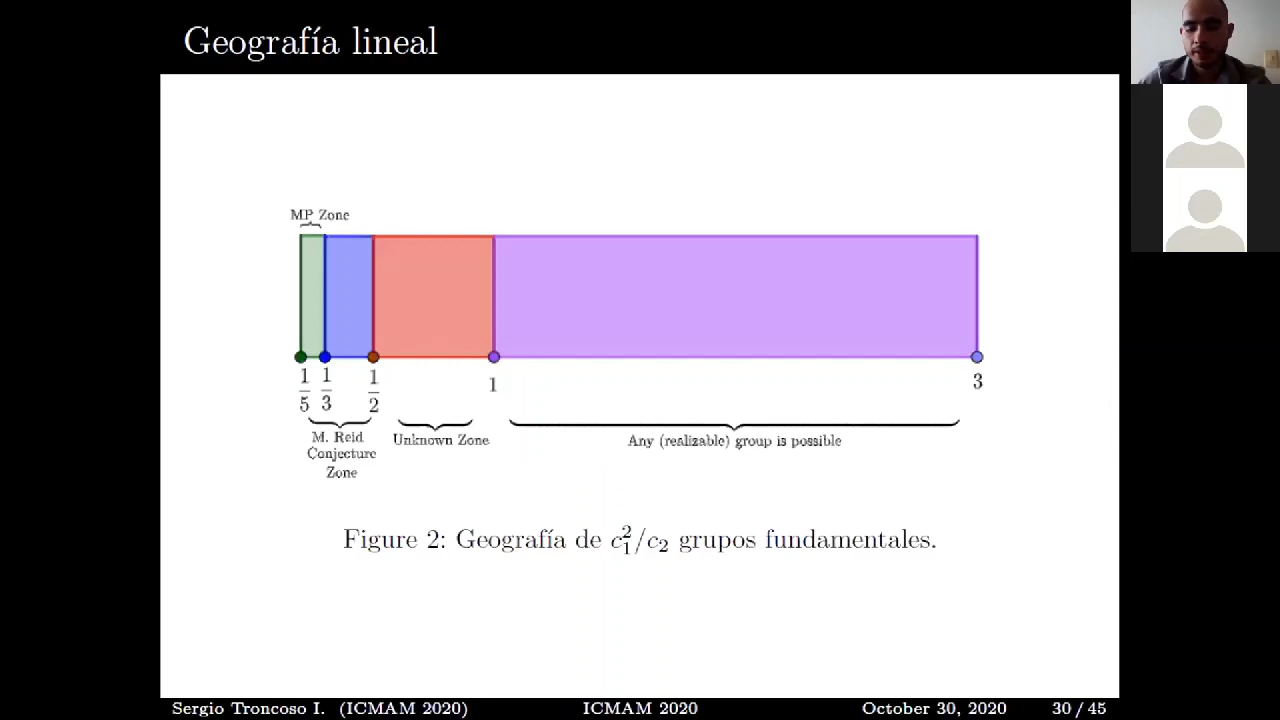 Geografía lineal
MP Zone
1/5 1/3 1/2 1 3
M. Reid
Conjecture
Zone
Unknown Zone
Any (realizable) group is possible
Figure 2: Geografía de c₁²/c₂ grupos fundamentales.
Sergio Troncoso I. (ICMAM 2020) ICMAM 2020 October 30, 2020 30 / 45